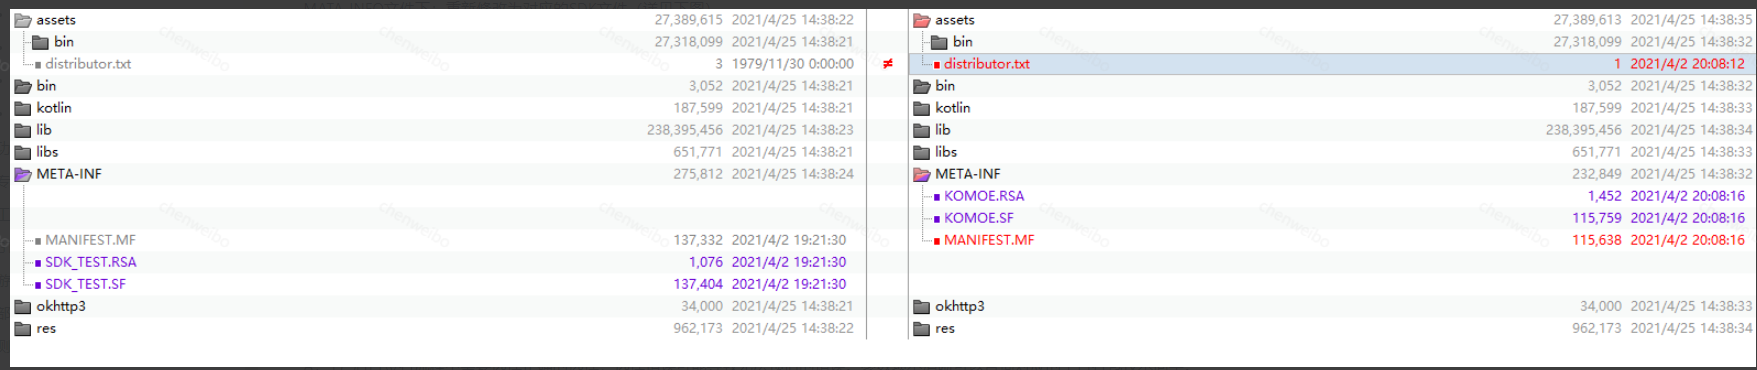 assets 27,389,615 2021/4/25 14:38:22 assets 27,389,613 2021/4/25 14:38:35
bin 27,318,099 2021/4/25 14:38:21 bin 27,318,099 2021/4/25 14:38:32
distributor.txt 3 1979/11/30 0:00:00 ≠ distributor.txt 1 2021/4/2 20:08:12
bin 3,052 2021/4/25 14:38:21 bin 3,052 2021/4/25 14:38:32
kotlin 187,599 2021/4/25 14:38:21 kotlin 187,599 2021/4/25 14:38:33
lib 238,395,456 2021/4/25 14:38:23 lib 238,395,456 2021/4/25 14:38:34
libs 651,771 2021/4/25 14:38:21 libs 651,771 2021/4/25 14:38:33
META-INF 275,812 2021/4/25 14:38:24 META-INF 232,849 2021/4/25 14:38:32
KOMOE.RSA 1,452 2021/4/2 20:08:16
KOMOE.SF 115,759 2021/4/2 20:08:16
MANIFEST.MF 137,332 2021/4/2 19:21:30 MANIFEST.MF 115,638 2021/4/2 20:08:16
SDK_TEST.RSA 1,076 2021/4/2 19:21:30
SDK_TEST.SF 137,404 2021/4/2 19:21:30
okhttp3 34,000 2021/4/25 14:38:21 okhttp3 34,000 2021/4/25 14:38:33
res 962,173 2021/4/25 14:38:22 res 962,173 2021/4/25 14:38:34
chenweibo
chenweibo
chenweibo
chenweibo
chenweibo
chenweibo
chenweibo
chenweibo